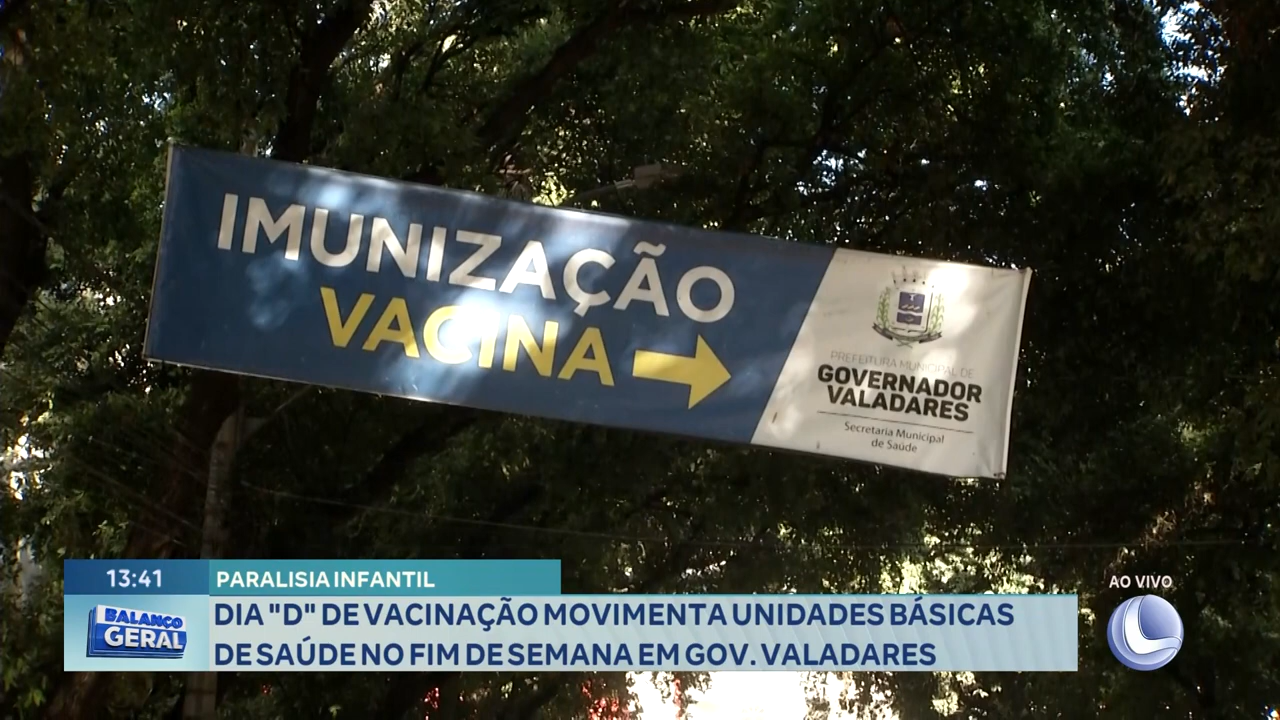 IMUNIZAÇÃO
VACINA
PREFEITURA MUNICIPAL DE
GOVERNADOR
VALADARES
Secretaria Municipal
de Saúde
13:41
PARALISIA INFANTIL
BALANÇO
GERAL
DIA "D" DE VACINAÇÃO MOVIMENTA UNIDADES BÁSICAS
DE SAÚDE NO FIM DE SEMANA EM GOV. VALADARES
AO VIVO